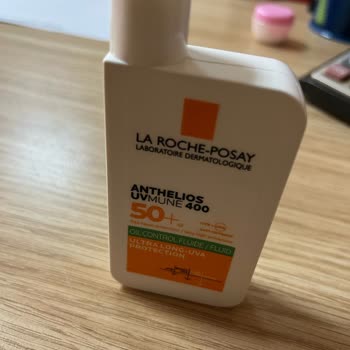 LA ROCHE-POSAY
LABORATOIRE DERMATOLOGIQUE
ANTHELIOS
UVMUNE 400
50+
OIL CONTROL FLUIDE / FLUID
ULTRA LONG-UVA
PROTECTION